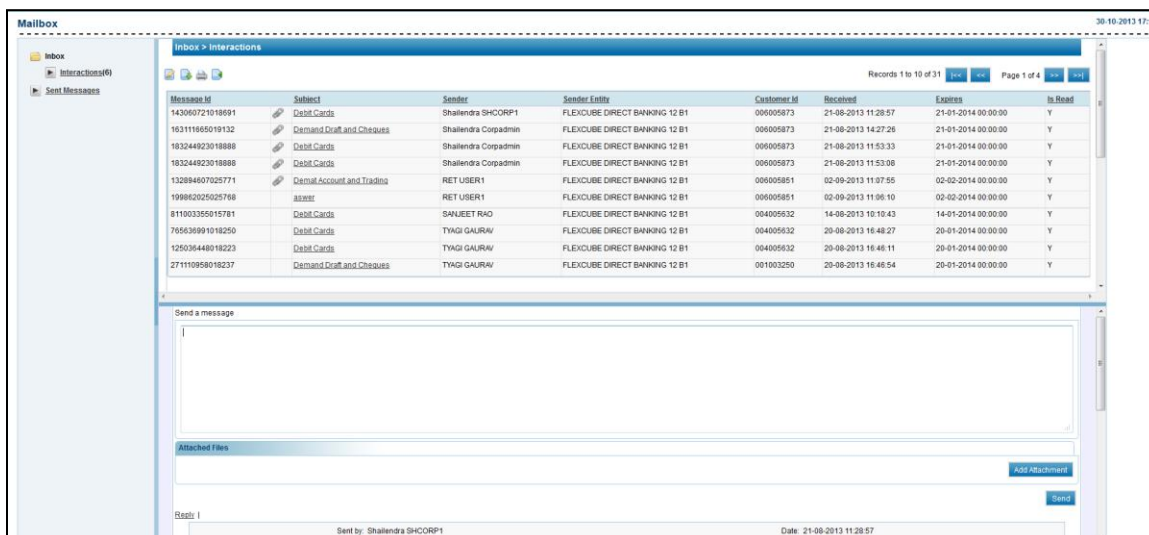 Mailbox
30-10-2013 17:
Inbox
Interactions(6)
Sent Messages
Inbox > Interactions
Records 1 to 10 of 31 |<< << Page 1 of 4 >> >>|
Message Id Subject Sender Sender Entity Customer Id Received Expires Is Read
143060721018691 Debit Cards Shailendra SHCORP1 FLEXCUBE DIRECT BANKING 12 B1 006005873 21-08-2013 11:28:57 21-01-2014 00:00:00 Y
163111665019132 Demand Draft and Cheques Shailendra Corpadmin FLEXCUBE DIRECT BANKING 12 B1 006005873 21-08-2013 14:27:26 21-01-2014 00:00:00 Y
183244923018888 Debit Cards Shailendra Corpadmin FLEXCUBE DIRECT BANKING 12 B1 006005873 21-08-2013 11:53:33 21-01-2014 00:00:00 Y
183244923018888 Debit Cards Shailendra Corpadmin FLEXCUBE DIRECT BANKING 12 B1 006005873 21-08-2013 11:53:08 21-01-2014 00:00:00 Y
132894607025771 Demat Account and Trading RET USER1 FLEXCUBE DIRECT BANKING 12 B1 006005851 02-09-2013 11:07:55 02-02-2014 00:00:00 Y
199862025025768 aswer RET USER1 FLEXCUBE DIRECT BANKING 12 B1 006005851 02-09-2013 11:06:10 02-02-2014 00:00:00 Y
811003355015781 Debit Cards SANJEET RAO FLEXCUBE DIRECT BANKING 12 B1 004005632 14-08-2013 10:10:43 14-01-2014 00:00:00 Y
765636991018250 Debit Cards TYAGI GAURAV FLEXCUBE DIRECT BANKING 12 B1 004005632 20-08-2013 16:48:27 20-01-2014 00:00:00 Y
125036448018223 Debit Cards TYAGI GAURAV FLEXCUBE DIRECT BANKING 12 B1 004005632 20-08-2013 16:46:11 20-01-2014 00:00:00 Y
271110958018237 Demand Draft and Cheques TYAGI GAURAV FLEXCUBE DIRECT BANKING 12 B1 001003250 20-08-2013 16:46:54 20-01-2014 00:00:00 Y
Send a message
Attached Files
Add Attachment
Send
Reply |
Sent by: Shailendra SHCORP1 Date: 21-08-2013 11:28:57